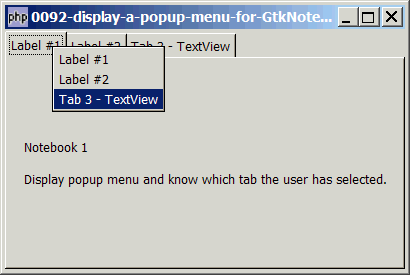 php 0092-display-a-popup-menu-for-GtkNote...
Label #1 Label #2 Tab 3 - TextView
Label #1
Label #2
Tab 3 - TextView
Notebook 1
Display popup menu and know which tab the user has selected.